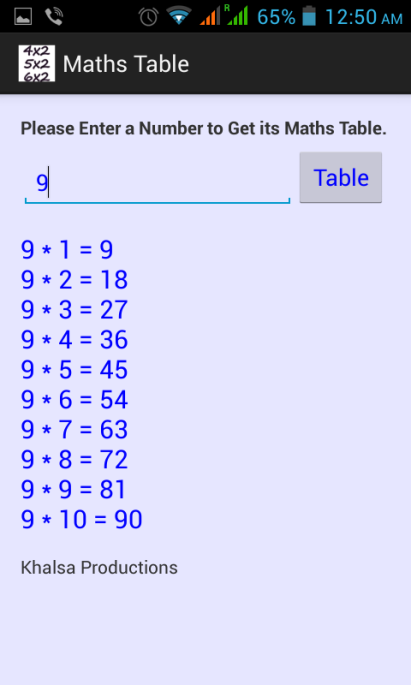 R
65%
12:50 AM
4x2
5x2
6x2
Maths Table
Please Enter a Number to Get its Maths Table.
9
Table
9 * 1 = 9
9 * 2 = 18
9 * 3 = 27
9 * 4 = 36
9 * 5 = 45
9 * 6 = 54
9 * 7 = 63
9 * 8 = 72
9 * 9 = 81
9 * 10 = 90
Khalsa Productions